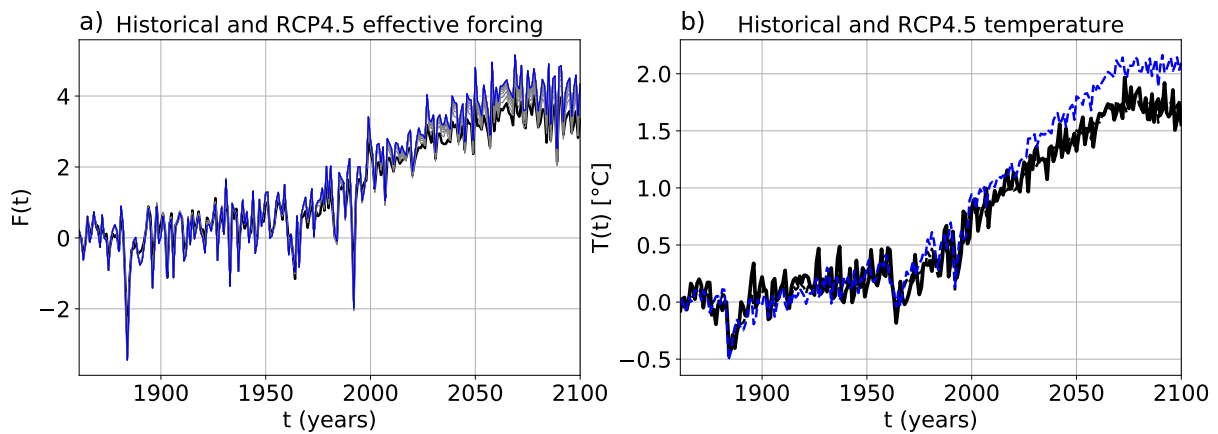 a) Historical and RCP4.5 effective forcing
F(t)
4
2
0
−2
1900 1950 2000 2050 2100
t (years)
b) Historical and RCP4.5 temperature
T(t) [°C]
2.0
1.5
1.0
0.5
0.0
−0.5
1900 1950 2000 2050 2100
t (years)